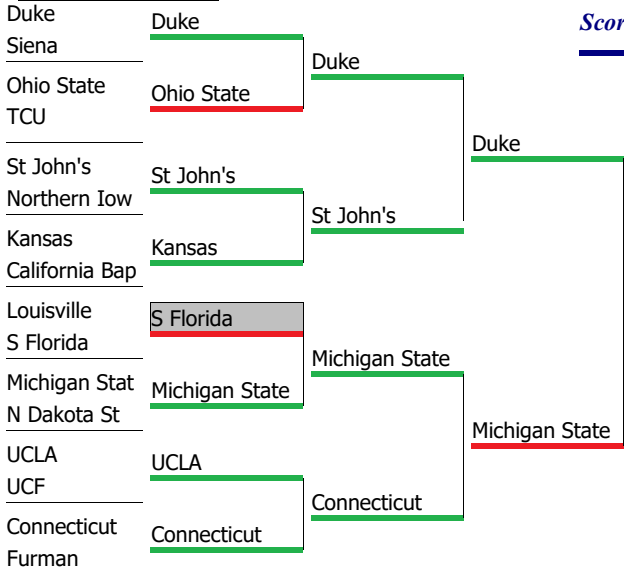 Duke
Siena
Ohio State
TCU
St John's
Northern Iow
Kansas
California Bap
Louisville
S Florida
Michigan Stat
N Dakota St
UCLA
UCF
Connecticut
Furman
Duke
Ohio State
St John's
Kansas
S Florida
Michigan State
UCLA
Connecticut
Duke
St John's
Michigan State
Connecticut
Duke
Michigan State
Scor